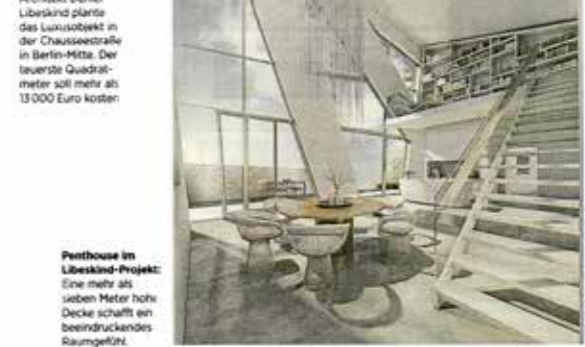 Libeskind plante
das Luxusobjekt in
der Chausseestraße
in Berlin-Mitte. Der
teuerste Quadrat-
meter soll mehr als
13 000 Euro kosten
Penthouse im
Libeskind-Projekt:
Eine mehr als
sieben Meter hohe
Decke schafft ein
beeindruckendes
Raumgefühl.